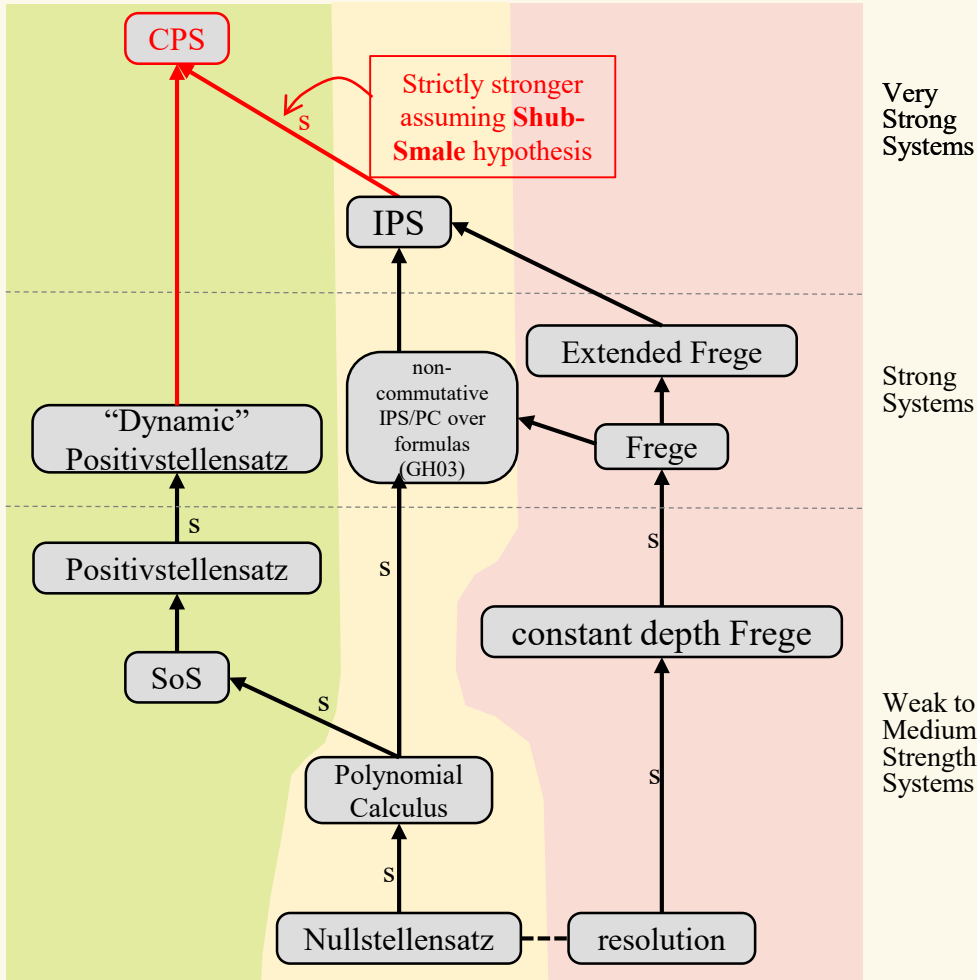 CPS
Strictly stronger
assuming Shub-
Smale hypothesis
s
Very
Strong
Systems
IPS
Extended Frege
non-
commutative
IPS/PC over
formulas
(GH03)
Strong
Systems
“Dynamic”
Positivstellensatz
Frege
s
s
s
Positivstellensatz
constant depth Frege
SoS
s
Weak to
Medium
Strength
Systems
Polynomial
Calculus
s
s
Nullstellensatz
resolution